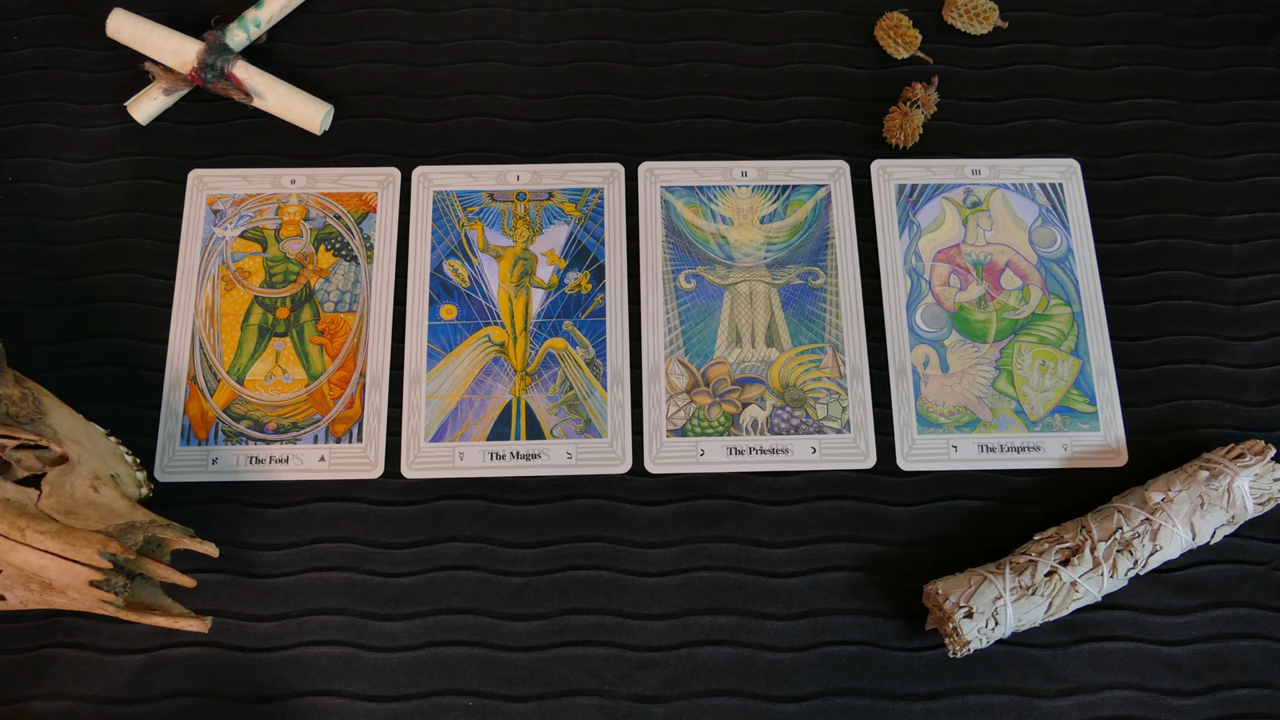 0
I
II
III
א The Fool 🜁
☿ The Magus ב
ג The Priestess ☽
ד The Empress ♀